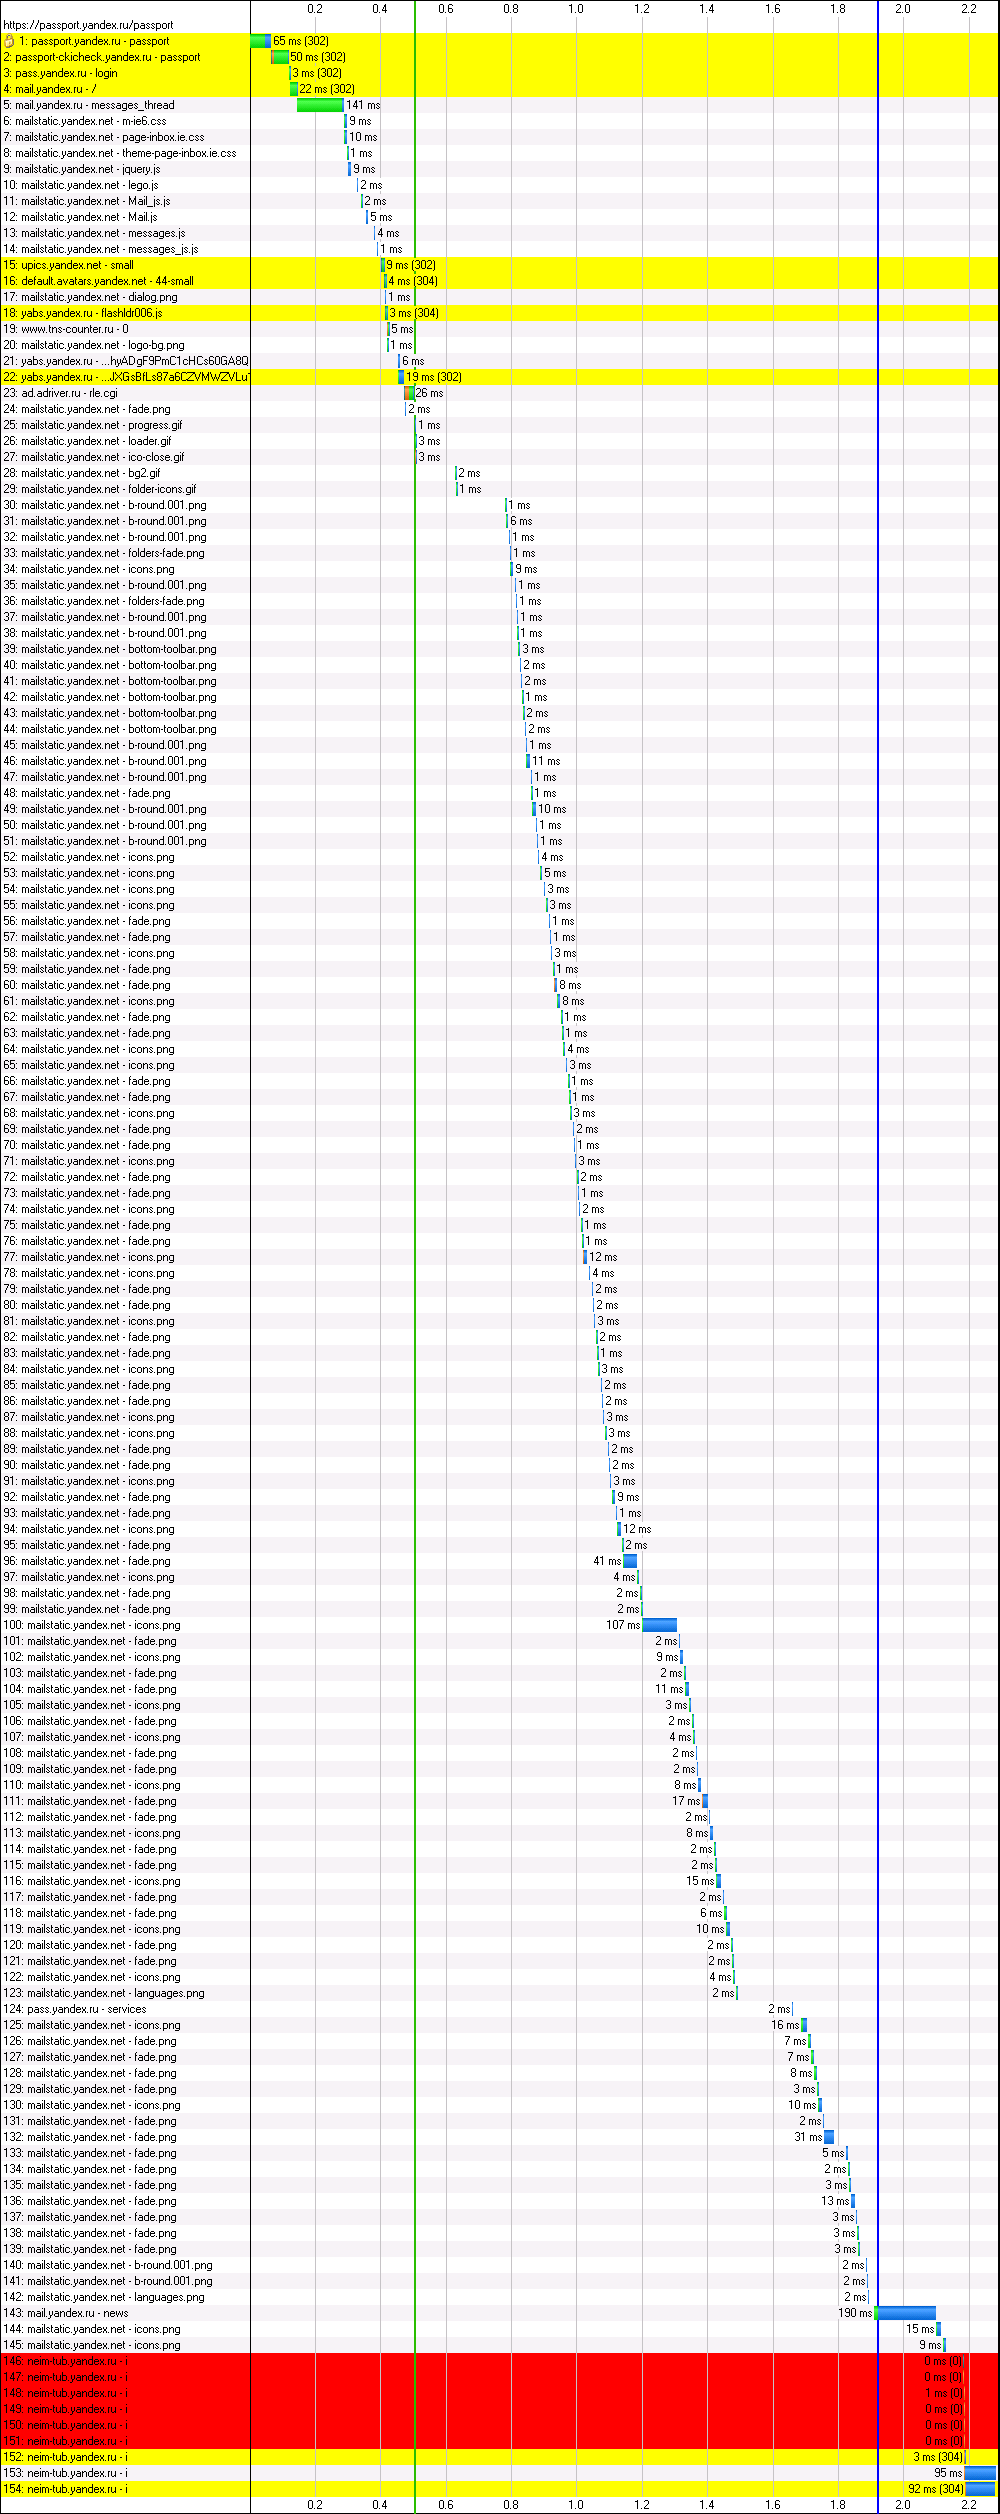 0.2 0.4 0.6 0.8 1.0 1.2 1.4 1.6 1.8 2.0 2.2
https://passport.yandex.ru/passport
1: passport.yandex.ru - passport 65 ms (302)
2: passport-ckicheck.yandex.ru - passport 50 ms (302)
3: pass.yandex.ru - login 3 ms (302)
4: mail.yandex.ru - / 22 ms (302)
5: mail.yandex.ru - messages_thread 141 ms
6: mailstatic.yandex.net - m-ie6.css 9 ms
7: mailstatic.yandex.net - page-inbox.ie.css 10 ms
8: mailstatic.yandex.net - theme-page-inbox.ie.css 1 ms
9: mailstatic.yandex.net - jquery.js 9 ms
10: mailstatic.yandex.net - lego.js 2 ms
11: mailstatic.yandex.net - Mail_js.js 2 ms
12: mailstatic.yandex.net - Mail.js 5 ms
13: mailstatic.yandex.net - messages.js 4 ms
14: mailstatic.yandex.net - messages_js.js 1 ms
15: upics.yandex.net - small 9 ms (302)
16: default.avatars.yandex.net - 44-small 4 ms (304)
17: mailstatic.yandex.net - dialog.png 1 ms
18: yabs.yandex.ru - flashldr006.js 3 ms (304)
19: www.tns-counter.ru - 0 5 ms
20: mailstatic.yandex.net - logo-bg.png 1 ms
21: yabs.yandex.ru - ...hyADgF9PmC1cHCs60GA8Q 6 ms
22: yabs.yandex.ru - 19 ms (302)
23: ad.adriver.ru - rle.cgi 26 ms
24: mailstatic.yandex.net - fade.png 2 ms
25: mailstatic.yandex.net - progress.gif 1 ms
26: mailstatic.yandex.net - loader.gif 3 ms
27: mailstatic.yandex.net - ico-close.gif 3 ms
28: mailstatic.yandex.net - bg2.gif 2 ms
29: mailstatic.yandex.net - folder-icons.gif 1 ms
30: mailstatic.yandex.net - b-round.001.png 1 ms
31: mailstatic.yandex.net - b-round.001.png 6 ms
32: mailstatic.yandex.net - b-round.001.png 1 ms
33: mailstatic.yandex.net - folders-fade.png 1 ms
34: mailstatic.yandex.net - icons.png 9 ms
35: mailstatic.yandex.net - b-round.001.png 1 ms
36: mailstatic.yandex.net - folders-fade.png 1 ms
37: mailstatic.yandex.net - b-round.001.png 1 ms
38: mailstatic.yandex.net - b-round.001.png 1 ms
39: mailstatic.yandex.net - bottom-toolbar.png 3 ms
40: mailstatic.yandex.net - bottom-toolbar.png 2 ms
41: mailstatic.yandex.net - bottom-toolbar.png 2 ms
42: mailstatic.yandex.net - bottom-toolbar.png 1 ms
43: mailstatic.yandex.net - bottom-toolbar.png 2 ms
44: mailstatic.yandex.net - bottom-toolbar.png 2 ms
45: mailstatic.yandex.net - b-round.001.png 1 ms
46: mailstatic.yandex.net - b-round.001.png 11 ms
47: mailstatic.yandex.net - b-round.001.png 1 ms
48: mailstatic.yandex.net - fade.png 1 ms
49: mailstatic.yandex.net - b-round.001.png 10 ms
50: mailstatic.yandex.net - b-round.001.png 1 ms
51: mailstatic.yandex.net - b-round.001.png 1 ms
52: mailstatic.yandex.net - icons.png 4 ms
53: mailstatic.yandex.net - icons.png 5 ms
54: mailstatic.yandex.net - icons.png 3 ms
55: mailstatic.yandex.net - icons.png 3 ms
56: mailstatic.yandex.net - fade.png 1 ms
57: mailstatic.yandex.net - fade.png 1 ms
58: mailstatic.yandex.net - icons.png 3 ms
59: mailstatic.yandex.net - fade.png 1 ms
60: mailstatic.yandex.net - fade.png 8 ms
61: mailstatic.yandex.net - icons.png 8 ms
62: mailstatic.yandex.net - fade.png 1 ms
63: mailstatic.yandex.net - fade.png 1 ms
64: mailstatic.yandex.net - icons.png 4 ms
65: mailstatic.yandex.net - icons.png 3 ms
66: mailstatic.yandex.net - fade.png 1 ms
67: mailstatic.yandex.net - fade.png 1 ms
68: mailstatic.yandex.net - icons.png 3 ms
69: mailstatic.yandex.net - fade.png 2 ms
70: mailstatic.yandex.net - fade.png 1 ms
71: mailstatic.yandex.net - icons.png 3 ms
72: mailstatic.yandex.net - fade.png 2 ms
73: mailstatic.yandex.net - fade.png 1 ms
74: mailstatic.yandex.net - icons.png 2 ms
75: mailstatic.yandex.net - fade.png 1 ms
76: mailstatic.yandex.net - fade.png 1 ms
77: mailstatic.yandex.net - icons.png 12 ms
78: mailstatic.yandex.net - icons.png 4 ms
79: mailstatic.yandex.net - fade.png 2 ms
80: mailstatic.yandex.net - fade.png 2 ms
81: mailstatic.yandex.net - icons.png 3 ms
82: mailstatic.yandex.net - fade.png 2 ms
83: mailstatic.yandex.net - fade.png 1 ms
84: mailstatic.yandex.net - icons.png 3 ms
85: mailstatic.yandex.net - fade.png 2 ms
86: mailstatic.yandex.net - fade.png 2 ms
87: mailstatic.yandex.net - icons.png 3 ms
88: mailstatic.yandex.net - icons.png 3 ms
89: mailstatic.yandex.net - fade.png 2 ms
90: mailstatic.yandex.net - fade.png 2 ms
91: mailstatic.yandex.net - icons.png 3 ms
92: mailstatic.yandex.net - fade.png 9 ms
93: mailstatic.yandex.net - fade.png 1 ms
94: mailstatic.yandex.net - icons.png 12 ms
95: mailstatic.yandex.net - fade.png 2 ms
96: mailstatic.yandex.net - fade.png 41 ms
97: mailstatic.yandex.net - icons.png 4 ms
98: mailstatic.yandex.net - fade.png 2 ms
99: mailstatic.yandex.net - fade.png 2 ms
100: mailstatic.yandex.net - icons.png 107 ms
101: mailstatic.yandex.net - fade.png 2 ms
102: mailstatic.yandex.net - icons.png 9 ms
103: mailstatic.yandex.net - fade.png 2 ms
104: mailstatic.yandex.net - fade.png 11 ms
105: mailstatic.yandex.net - icons.png 3 ms
106: mailstatic.yandex.net - fade.png 2 ms
107: mailstatic.yandex.net - icons.png 4 ms
108: mailstatic.yandex.net - fade.png 2 ms
109: mailstatic.yandex.net - fade.png 2 ms
110: mailstatic.yandex.net - icons.png 8 ms
111: mailstatic.yandex.net - fade.png 17 ms
112: mailstatic.yandex.net - fade.png 2 ms
113: mailstatic.yandex.net - icons.png 8 ms
114: mailstatic.yandex.net - fade.png 2 ms
115: mailstatic.yandex.net - fade.png 2 ms
116: mailstatic.yandex.net - icons.png 15 ms
117: mailstatic.yandex.net - fade.png 2 ms
118: mailstatic.yandex.net - fade.png 6 ms
119: mailstatic.yandex.net - icons.png 10 ms
120: mailstatic.yandex.net - fade.png 2 ms
121: mailstatic.yandex.net - fade.png 2 ms
122: mailstatic.yandex.net - icons.png 4 ms
123: mailstatic.yandex.net - languages.png 2 ms
124: pass.yandex.ru - services 2 ms
125: mailstatic.yandex.net - icons.png 16 ms
126: mailstatic.yandex.net - fade.png 7 ms
127: mailstatic.yandex.net - fade.png 7 ms
128: mailstatic.yandex.net - fade.png 8 ms
129: mailstatic.yandex.net - fade.png 3 ms
130: mailstatic.yandex.net - icons.png 10 ms
131: mailstatic.yandex.net - fade.png 2 ms
132: mailstatic.yandex.net - fade.png 31 ms
133: mailstatic.yandex.net - fade.png 5 ms
134: mailstatic.yandex.net - fade.png 2 ms
135: mailstatic.yandex.net - fade.png 3 ms
136: mailstatic.yandex.net - fade.png 13 ms
137: mailstatic.yandex.net - fade.png 3 ms
138: mailstatic.yandex.net - fade.png 3 ms
139: mailstatic.yandex.net - fade.png 3 ms
140: mailstatic.yandex.net - b-round.001.png 2 ms
141: mailstatic.yandex.net - b-round.001.png 2 ms
142: mailstatic.yandex.net - languages.png 2 ms
143: mail.yandex.ru - news 190 ms
144: mailstatic.yandex.net - icons.png 15 ms
145: mailstatic.yandex.net - icons.png 9 ms
146: neim-tub.yandex.ru - i 0 ms (0)
147: neim-tub.yandex.ru - i 0 ms (0)
148: neim-tub.yandex.ru - i 1 ms (0)
149: neim-tub.yandex.ru - i 0 ms (0)
150: neim-tub.yandex.ru - i 0 ms (0)
151: neim-tub.yandex.ru - i 0 ms (0)
152: neim-tub.yandex.ru - i 3 ms (304)
153: neim-tub.yandex.ru - i 95 ms
154: neim-tub.yandex.ru - i 92 ms (304)
0.2 0.4 0.6 0.8 1.0 1.2 1.4 1.6 1.8 2.0 2.2